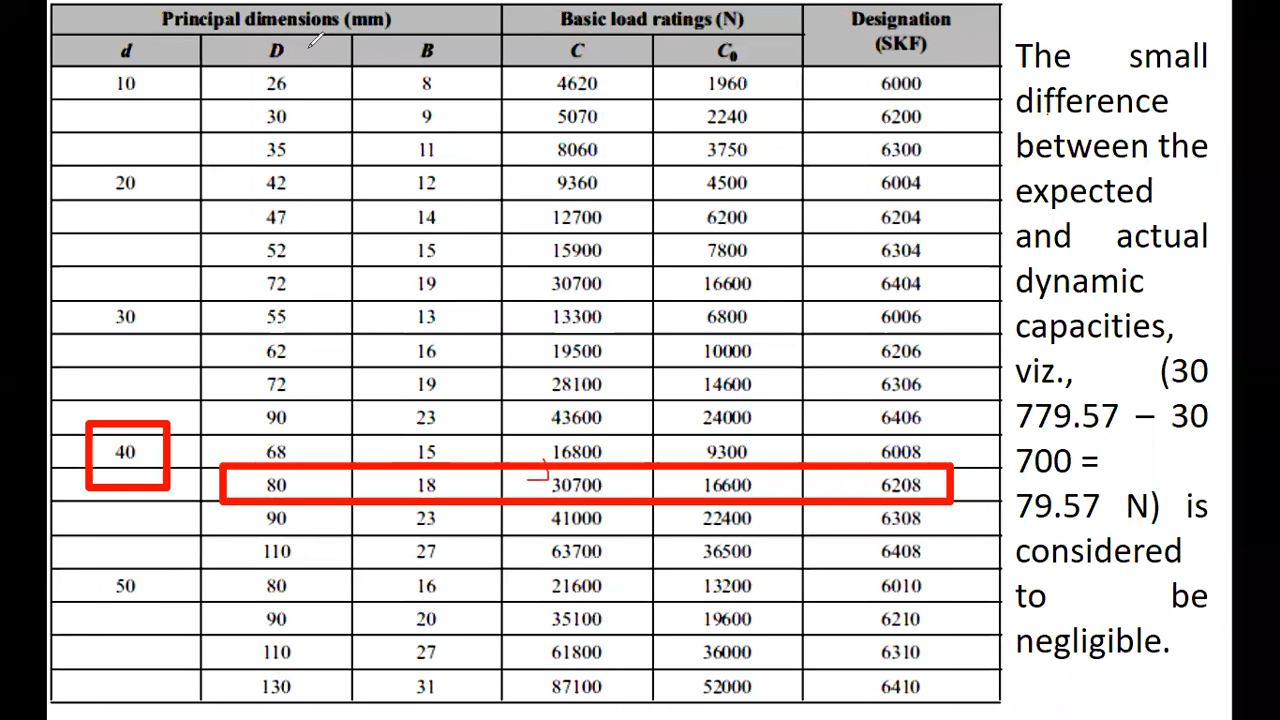 Principal dimensions (mm) Basic load ratings (N) Designation (SKF)
d D B C C₀
10 26 8 4620 1960 6000
30 9 5070 2240 6200
35 11 8060 3750 6300
20 42 12 9360 4500 6004
47 14 12700 6200 6204
52 15 15900 7800 6304
72 19 30700 16600 6404
30 55 13 13300 6800 6006
62 16 19500 10000 6206
72 19 28100 14600 6306
90 23 43600 24000 6406
40 68 15 16800 9300 6008
80 18 30700 16600 6208
90 23 41000 22400 6308
110 27 63700 36500 6408
50 80 16 21600 13200 6010
90 20 35100 19600 6210
110 27 61800 36000 6310
130 31 87100 52000 6410
The small
difference
between the
expected
and actual
dynamic
capacities,
viz., (30
779.57 – 30
700 =
79.57 N) is
considered
to be
negligible.